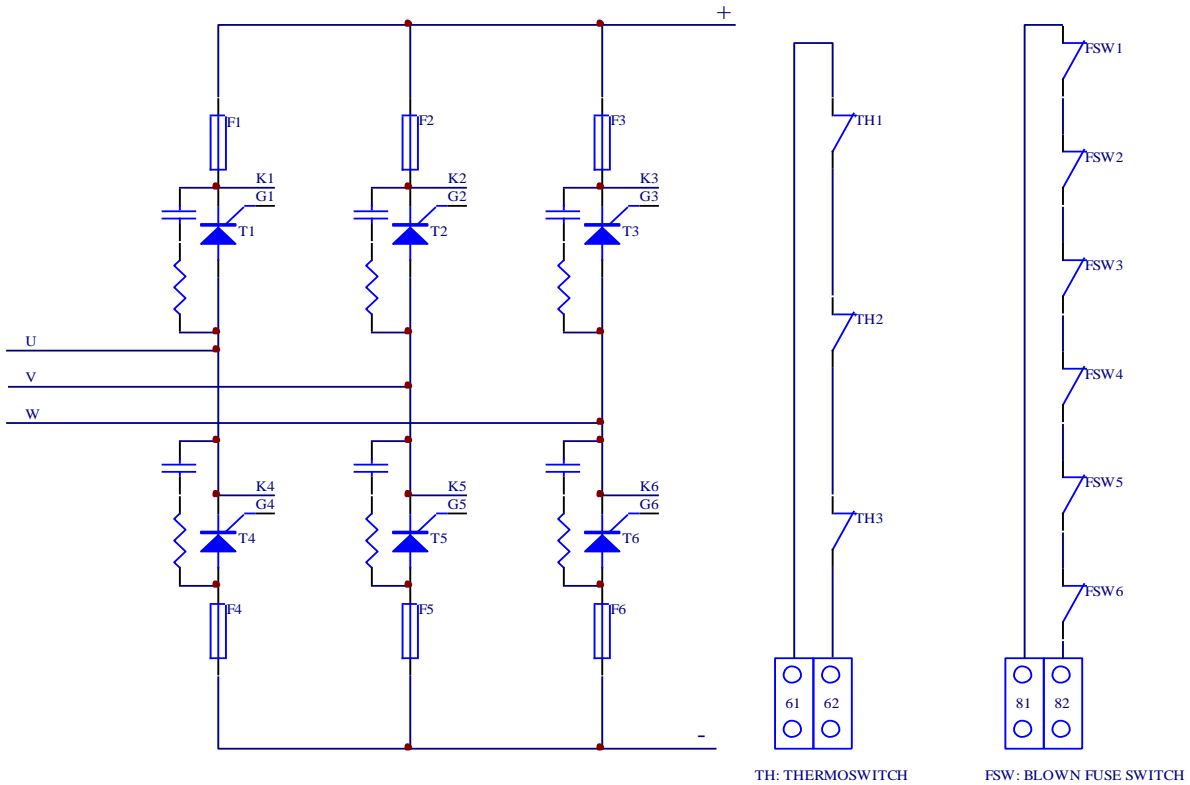 +
F1
F2
F3
K1
K2
K3
G1
G2
G3
T1
T2
T3
U
V
W
K4
K5
K6
G4
G5
G6
T4
T5
T6
F4
F5
F6
-
TH1
TH2
TH3
61
62
TH: THERMOSWITCH
FSW1
FSW2
FSW3
FSW4
FSW5
FSW6
81
82
FSW: BLOWN FUSE SWITCH